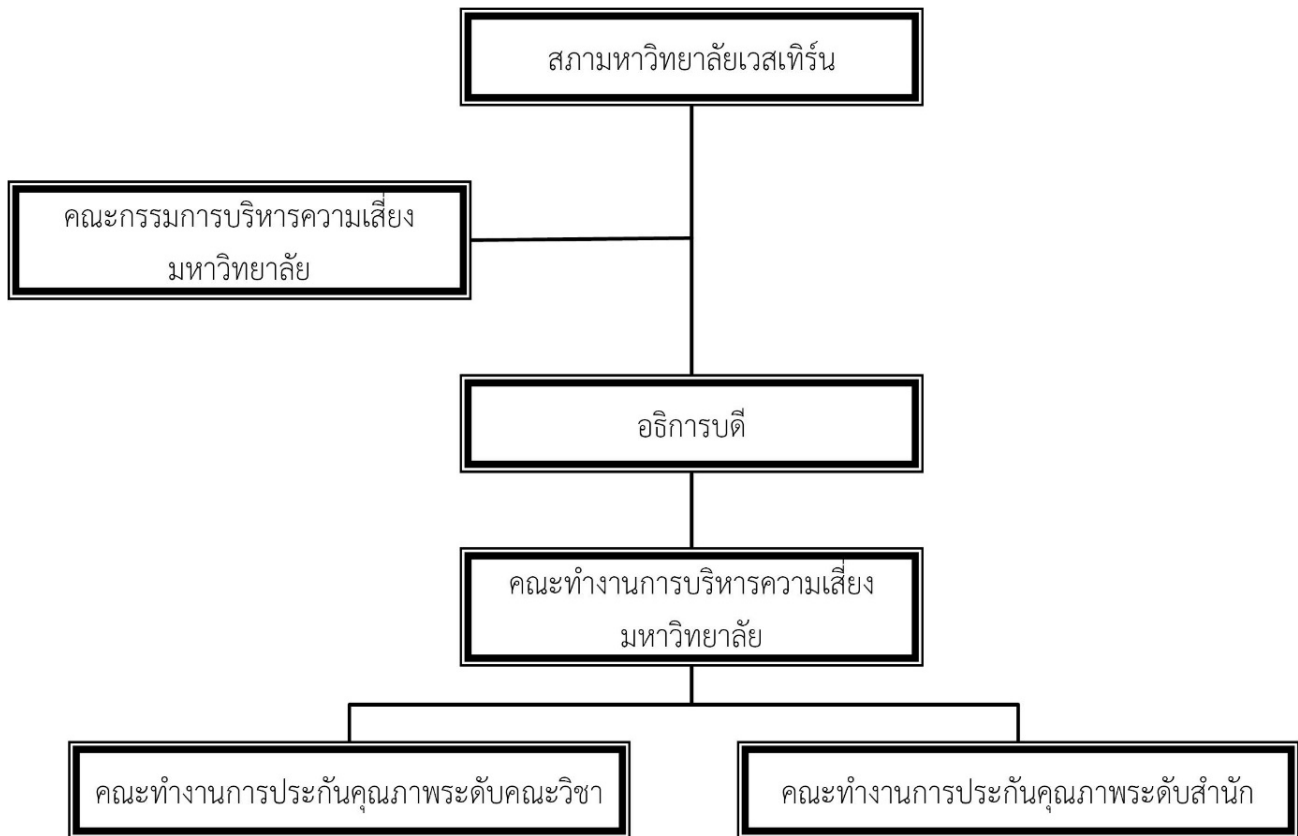 สภามหาวิทยาลัยเวสเทิร์น
คณะกรรมการบริหารความเสี่ยง
มหาวิทยาลัย
อธิการบดี
คณะทำงานการบริหารความเสี่ยง
มหาวิทยาลัย
คณะทำงานการประกันคุณภาพระดับคณะวิชา
คณะทำงานการประกันคุณภาพระดับสำนัก